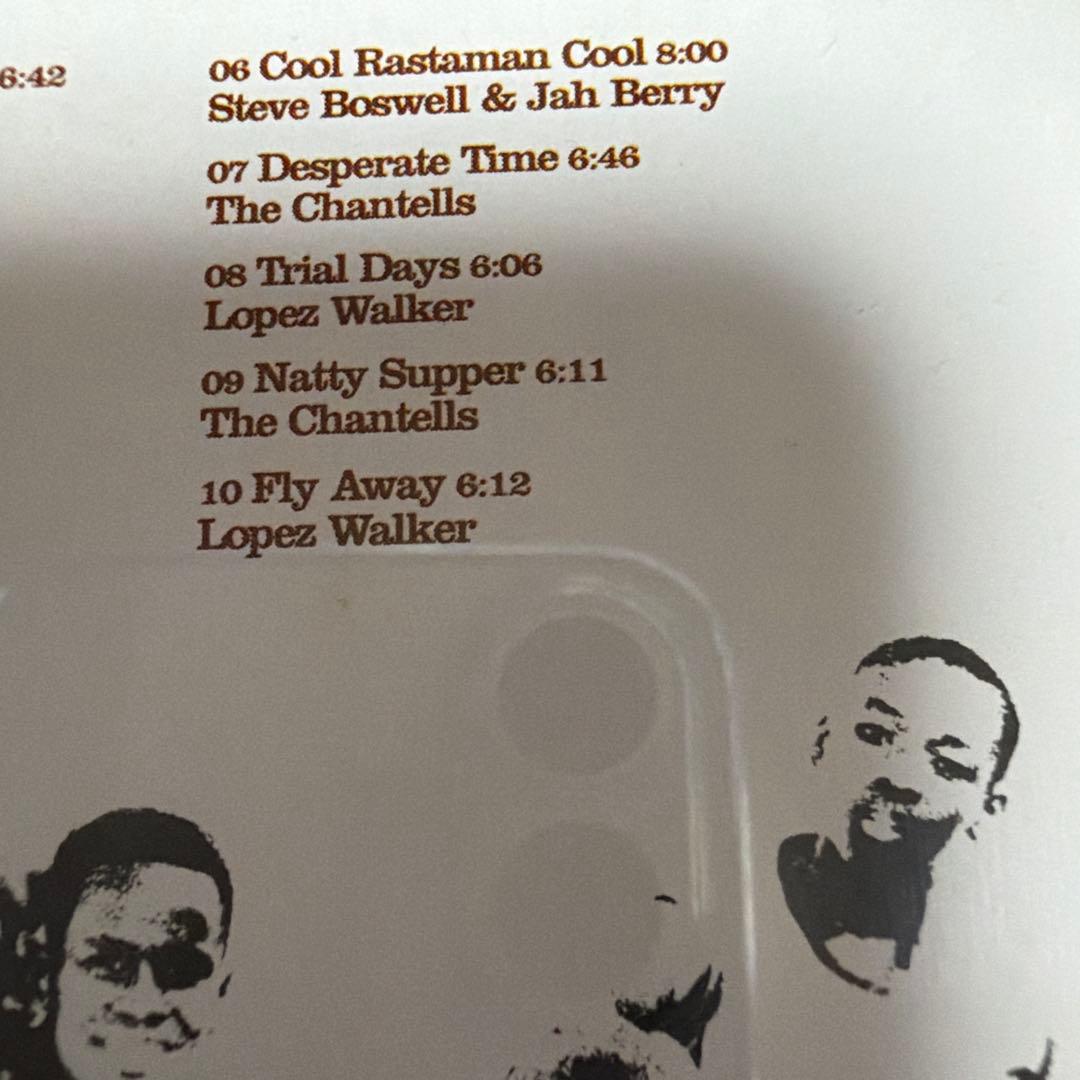 6:42
06 Cool Rastaman Cool 8:00
Steve Boswell & Jah Berry
07 Desperate Time 6:46
The Chantells
08 Trial Days 6:06
Lopez Walker
09 Natty Supper 6:11
The Chantells
10 Fly Away 6:12
Lopez Walker